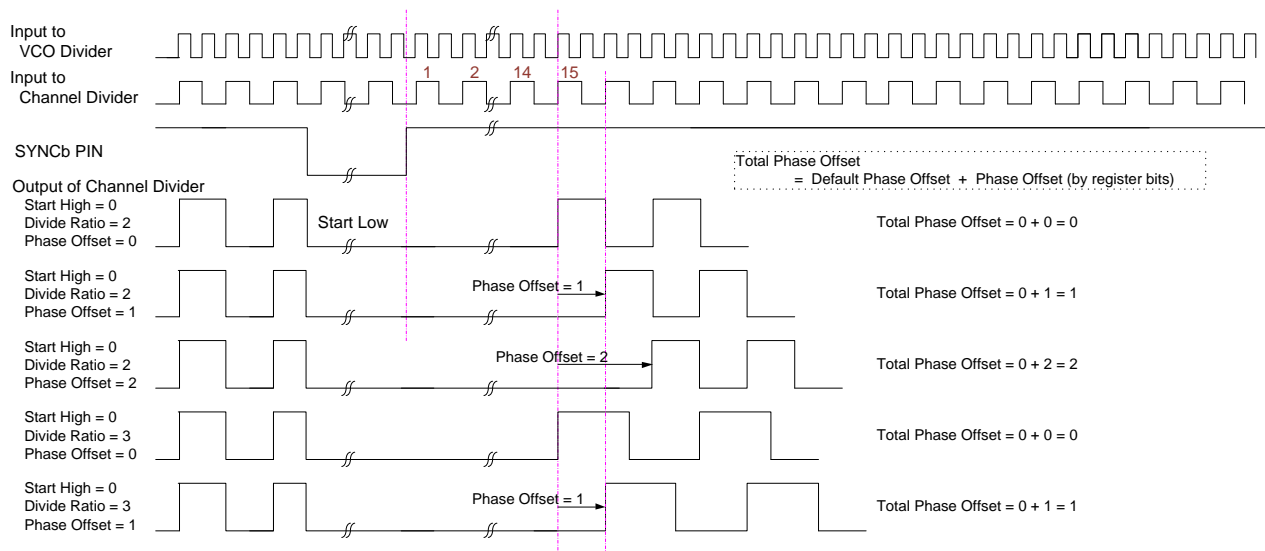 Input to
VCO Divider
Input to
Channel Divider
1 2 14 15
SYNCb PIN
Total Phase Offset
= Default Phase Offset + Phase Offset (by register bits)
Output of Channel Divider
Start High = 0
Divide Ratio = 2
Phase Offset = 0
Start Low
Total Phase Offset = 0 + 0 = 0
Start High = 0
Divide Ratio = 2
Phase Offset = 1
Phase Offset = 1
Total Phase Offset = 0 + 1 = 1
Start High = 0
Divide Ratio = 2
Phase Offset = 2
Phase Offset = 2
Total Phase Offset = 0 + 2 = 2
Start High = 0
Divide Ratio = 3
Phase Offset = 0
Total Phase Offset = 0 + 0 = 0
Start High = 0
Divide Ratio = 3
Phase Offset = 1
Phase Offset = 1
Total Phase Offset = 0 + 1 = 1